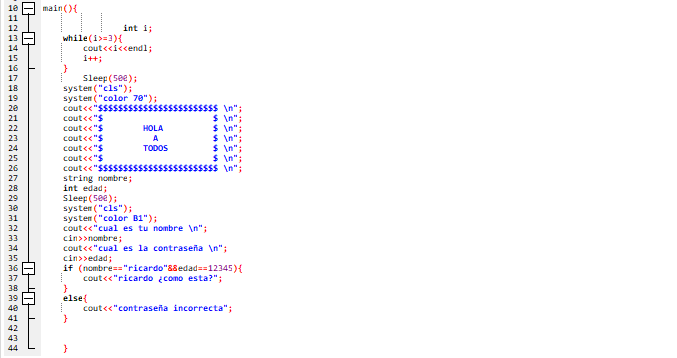 10 main(){
11
12 int i;
13 while(i>=3){
14 cout<<i<<endl;
15 i++;
16 }
17 Sleep(500);
18 system("cls");
19 system("color 70");
20 cout<<"$$$$$$$$$$$$$$$$$$$$$$$$ \n";
21 cout<<"$ $ \n";
22 cout<<"$ HOLA $ \n";
23 cout<<"$ A $ \n";
24 cout<<"$ TODOS $ \n";
25 cout<<"$ $ \n";
26 cout<<"$$$$$$$$$$$$$$$$$$$$$$$$ \n";
27 string nombre;
28 int edad;
29 Sleep(500);
30 system("cls");
31 system("color B1");
32 cout<<"cual es tu nombre \n";
33 cin>>nombre;
34 cout<<"cual es la contraseña \n";
35 cin>>edad;
36 if (nombre=="ricardo"&&edad==12345){
37 cout<<"ricardo ¿como esta?";
38 }
39 else{
40 cout<<"contraseña incorrecta";
41 }
42
43
44 }